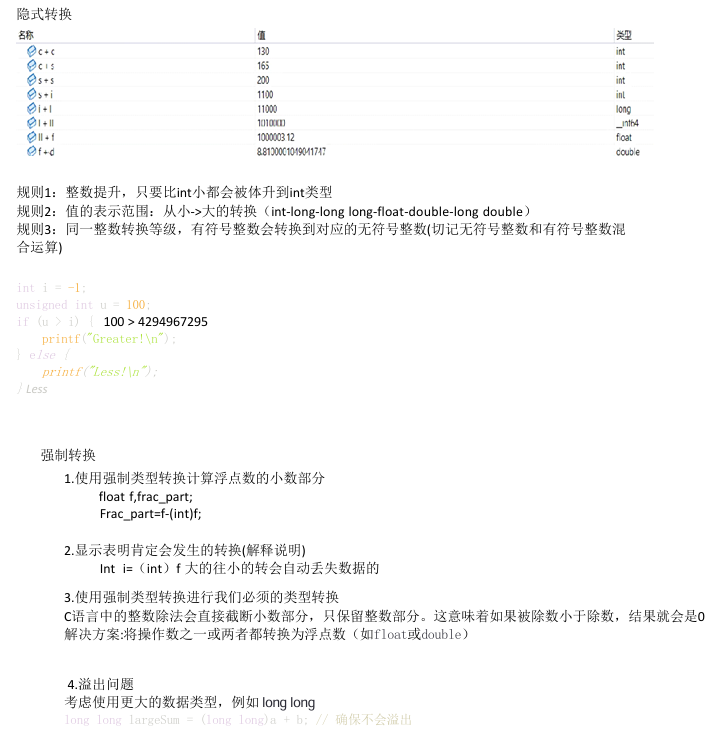 隐式转换
名称 值 类型
c + c 130 int
c + s 165 int
s + s 200 int
s + i 1100 int
i + l 11000 long
l + ll 1010000 __int64
ll + f 1000003.12 float
f + d 8.8100001049041747 double
规则1：整数提升，只要比int小都会被体升到int类型
规则2：值的表示范围：从小->大的转换（int-long-long long-float-double-long double）
规则3：同一整数转换等级，有符号整数会转换到对应的无符号整数(切记无符号整数和有符号整数混
合运算)
int i = -1;
unsigned int u = 100;
if (u > i) { 100 > 4294967295
printf("Greater!\n");
} else {
printf("Less!\n");
} Less
强制转换
1.使用强制类型转换计算浮点数的小数部分
float f,frac_part;
Frac_part=f-(int)f;
2.显示表明肯定会发生的转换(解释说明)
Int i=（int）f 大的往小的转会自动丢失数据的
3.使用强制类型转换进行我们必须的类型转换
C语言中的整数除法会直接截断小数部分，只保留整数部分。这意味着如果被除数小于除数，结果就会是0
解决方案:将操作数之一或两者都转换为浮点数（如float或double）
4.溢出问题
考虑使用更大的数据类型，例如 long long
long long largeSum = (long long)a + b; // 确保不会溢出